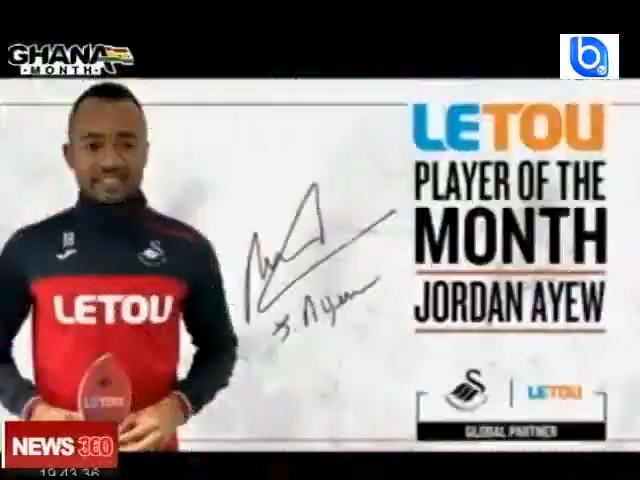 GHANA
MONTH
b
LETOU
PLAYER OF THE
MONTH
JORDAN AYEW
J. Ayew
LETOU
LETOU
LETOU
GLOBAL PARTNER
NEWS 360
19:43:36